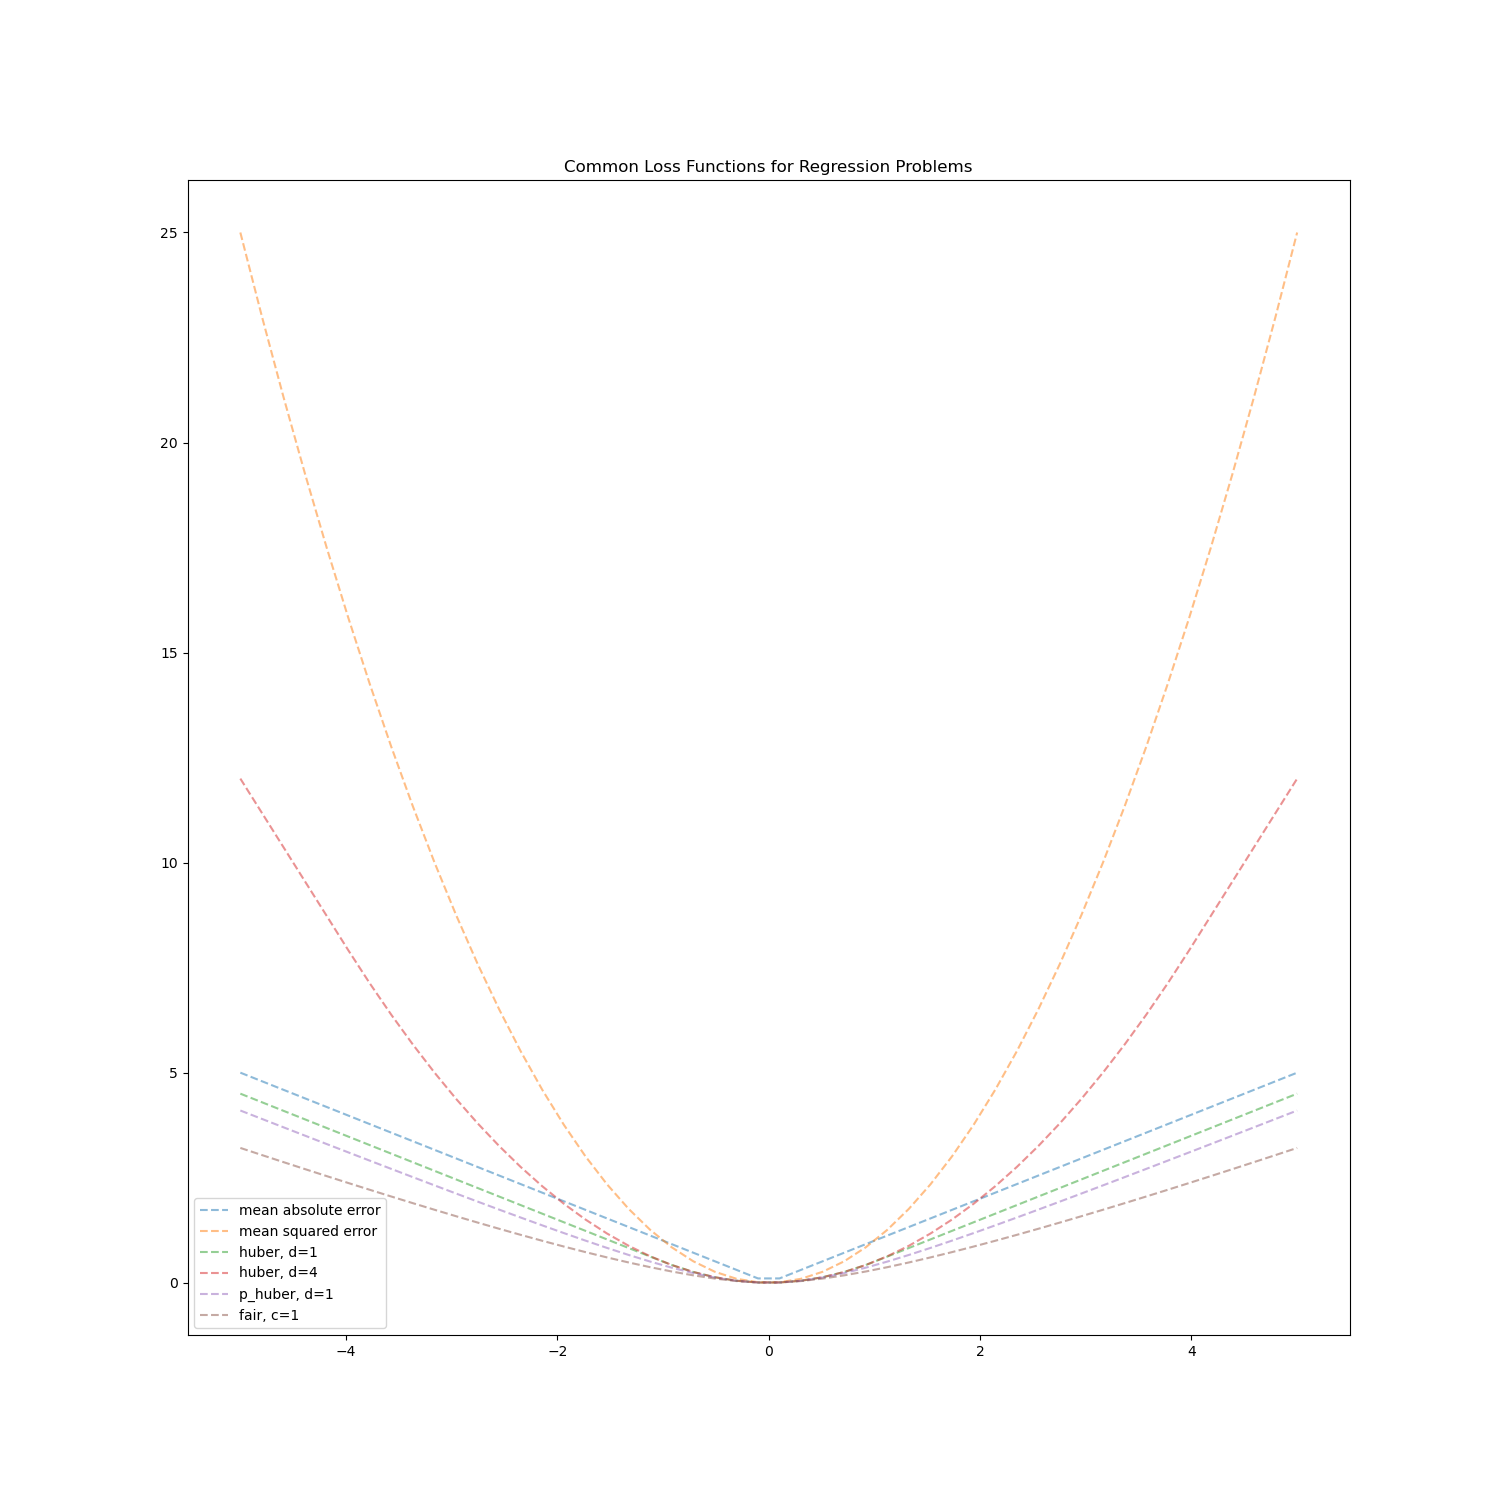 Common Loss Functions for Regression Problems
25
20
15
10
5
0
mean absolute error
mean squared error
huber, d=1
huber, d=4
p_huber, d=1
fair, c=1
−4
−2
0
2
4